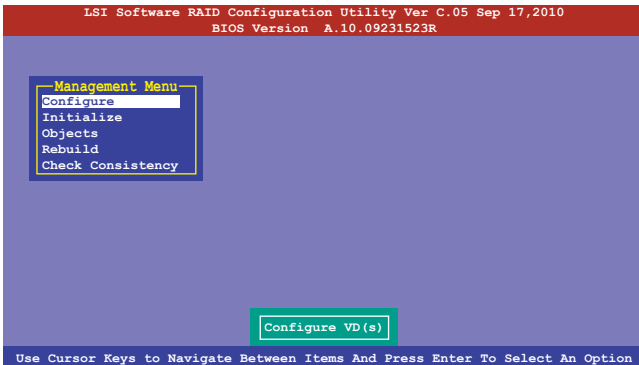 LSI Software RAID Configuration Utility Ver C.05 Sep 17,2010
BIOS Version A.10.09231523R
Management Menu
Configure
Initialize
Objects
Rebuild
Check Consistency
Configure VD(s)
Use Cursor Keys to Navigate Between Items And Press Enter To Select An Option